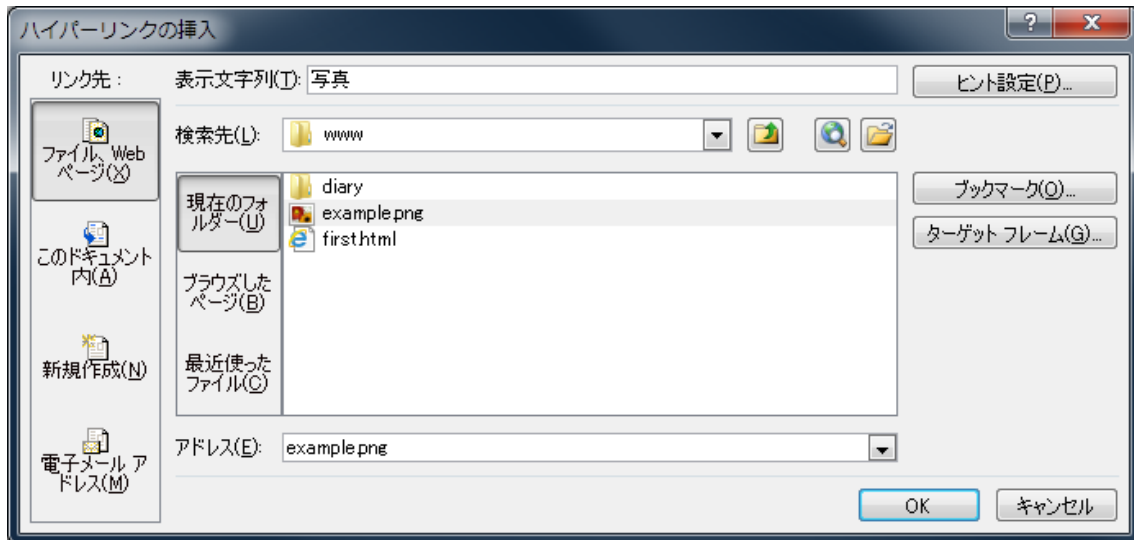 ハイパーリンクの挿入
リンク先：
表示文字列(T): 写真
ヒント設定(P)...
ファイル、Web
ページ(X)
検索先(L):
www
現在のフォ
ルダー(U)
diary
example.png
first.html
ブックマーク(O)...
ターゲット フレーム(G)...
このドキュメント
内(A)
ブラウズした
ページ(B)
新規作成(N)
最近使った
ファイル(C)
電子メール ア
ドレス(M)
アドレス(E):
example.png
OK
キャンセル